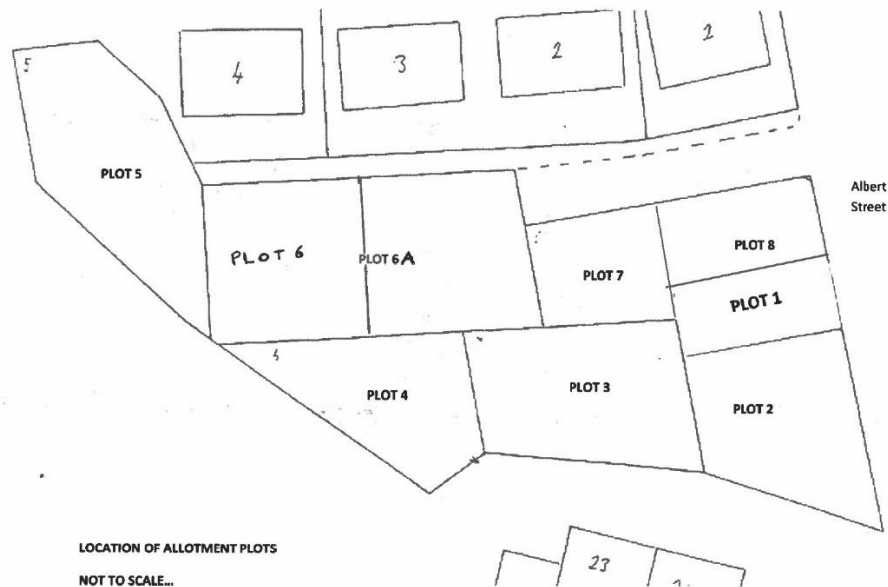 5
4
3
2
1
PLOT 5
Albert
Street
PLOT 6
PLOT 6A
PLOT 8
PLOT 7
PLOT 1
PLOT 4
PLOT 3
PLOT 2
LOCATION OF ALLOTMENT PLOTS
NOT TO SCALE...
23